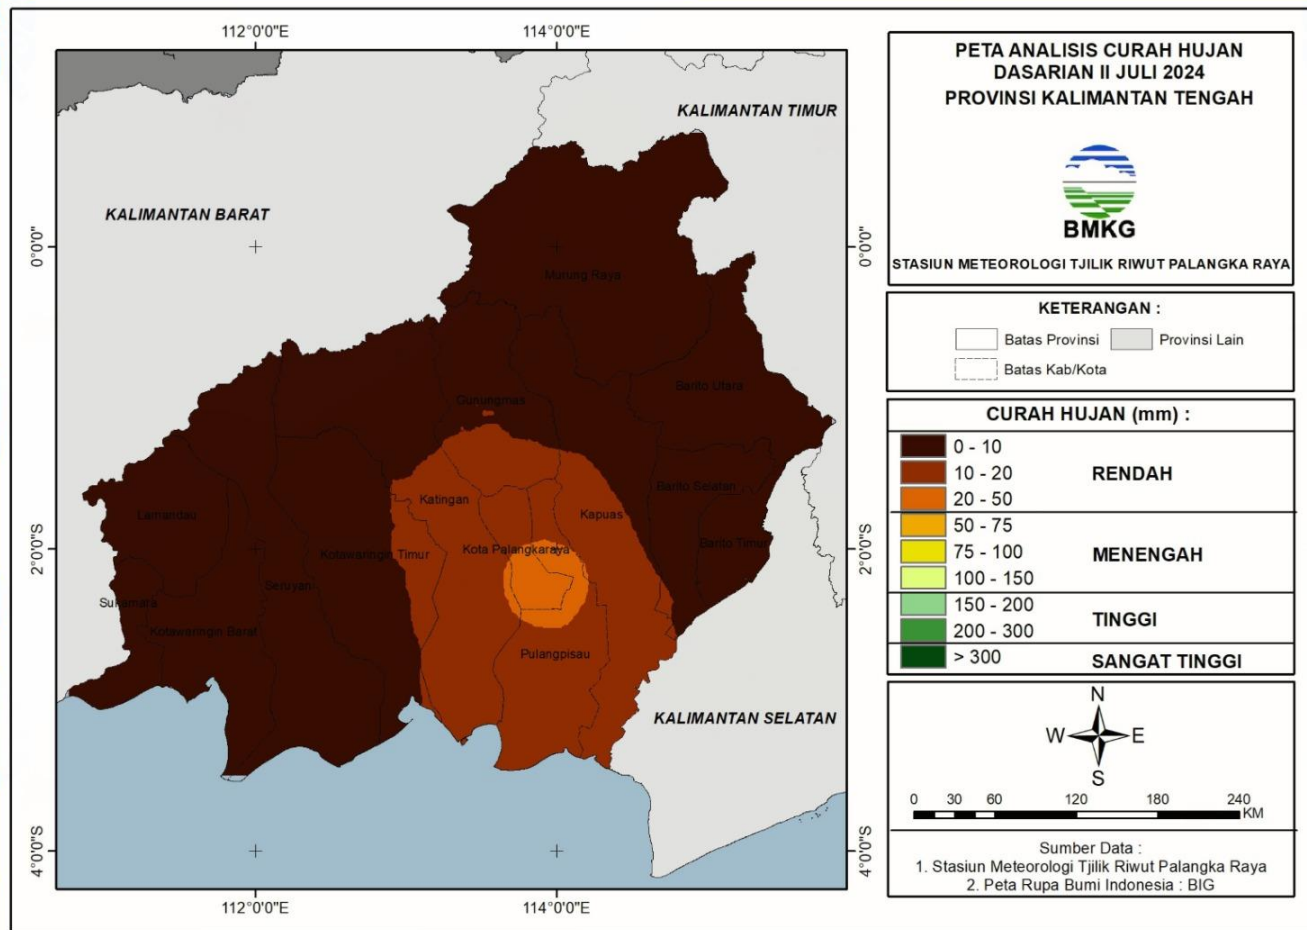 112°0'0"E
114°0'0"E
KALIMANTAN TIMUR
KALIMANTAN BARAT
0°0'0"
0°0'0"
Murung Raya
Barito Utara
Gunungmas
Barito Selatan
Katingan
Kapuas
Lamandau
2°0'0"S
2°0'0"S
Kotawaringin Timur
Kota Palangkaraya
Barito Timur
Seruyan
Sukamara
Kotawaringin Barat
Pulangpisau
KALIMANTAN SELATAN
4°0'0"S
4°0'0"S
112°0'0"E
114°0'0"E
PETA ANALISIS CURAH HUJAN
DASARIAN II JULI 2024
PROVINSI KALIMANTAN TENGAH
BMKG
STASIUN METEOROLOGI TJILIK RIWUT PALANGKA RAYA
KETERANGAN :
Batas Provinsi
Provinsi Lain
Batas Kab/Kota
CURAH HUJAN (mm) :
0 - 10
10 - 20
RENDAH
20 - 50
50 - 75
75 - 100
MENENGAH
100 - 150
150 - 200
TINGGI
200 - 300
> 300
SANGAT TINGGI
N
W E
S
0 30 60 120 180 240
KM
Sumber Data :
1. Stasiun Meteorologi Tjilik Riwut Palangka Raya
2. Peta Rupa Bumi Indonesia : BIG